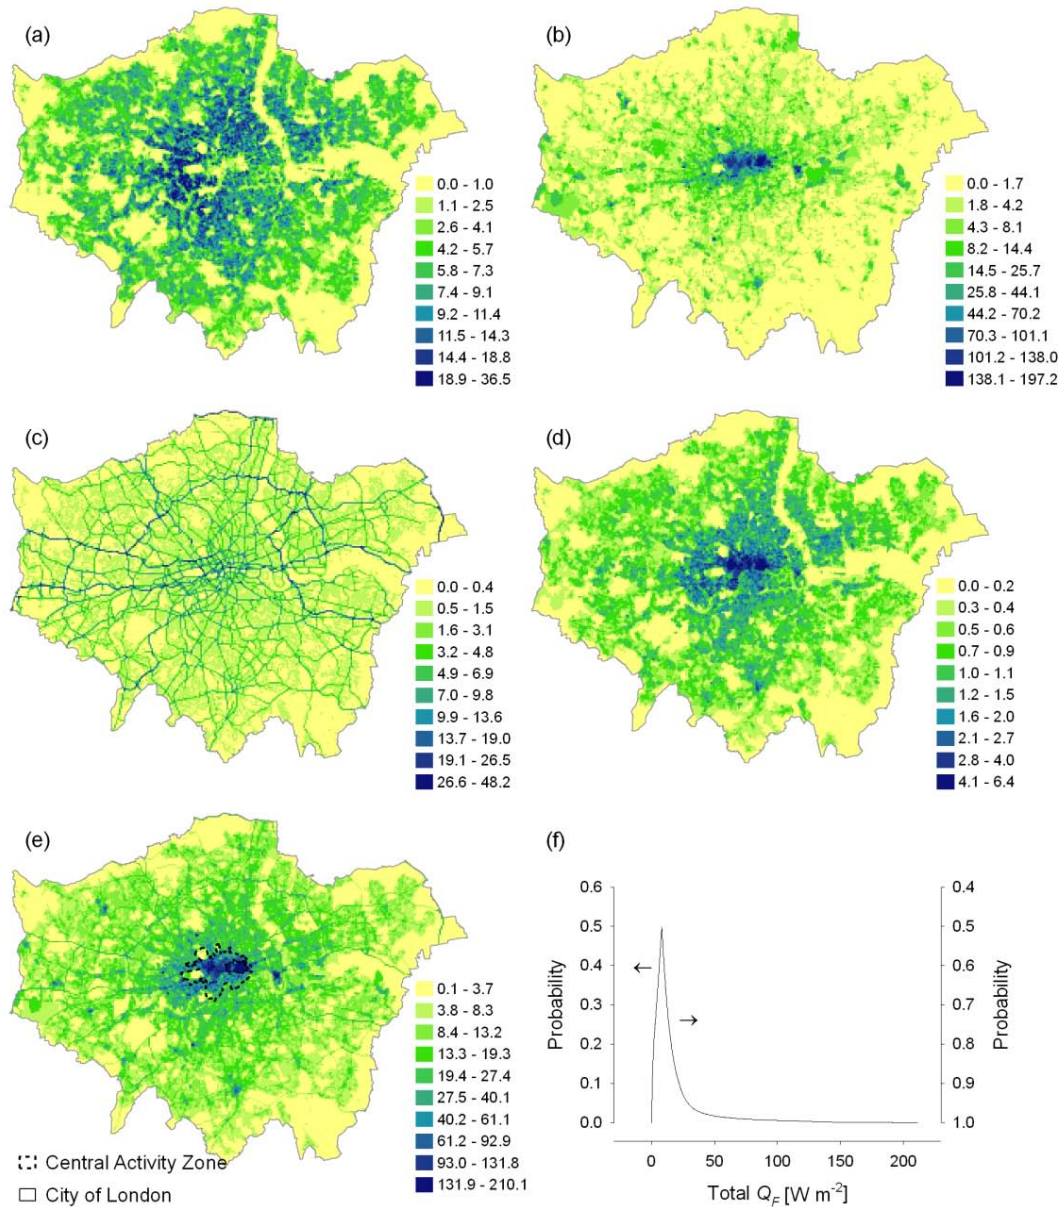 (a)
0.0 - 1.0
1.1 - 2.5
2.6 - 4.1
4.2 - 5.7
5.8 - 7.3
7.4 - 9.1
9.2 - 11.4
11.5 - 14.3
14.4 - 18.8
18.9 - 36.5
(b)
0.0 - 1.7
1.8 - 4.2
4.3 - 8.1
8.2 - 14.4
14.5 - 25.7
25.8 - 44.1
44.2 - 70.2
70.3 - 101.1
101.2 - 138.0
138.1 - 197.2
(c)
0.0 - 0.4
0.5 - 1.5
1.6 - 3.1
3.2 - 4.8
4.9 - 6.9
7.0 - 9.8
9.9 - 13.6
13.7 - 19.0
19.1 - 26.5
26.6 - 48.2
(d)
0.0 - 0.2
0.3 - 0.4
0.5 - 0.6
0.7 - 0.9
1.0 - 1.1
1.2 - 1.5
1.6 - 2.0
2.1 - 2.7
2.8 - 4.0
4.1 - 6.4
(e)
0.1 - 3.7
3.8 - 8.3
8.4 - 13.2
13.3 - 19.3
19.4 - 27.4
27.5 - 40.1
40.2 - 61.1
61.2 - 92.9
93.0 - 131.8
131.9 - 210.1
Central Activity Zone
City of London
(f)
Probability
0.6
0.5
0.4
0.3
0.2
0.1
0.0
0.4
0.5
0.6
0.7
0.8
0.9
1.0
Probability
← →
0 50 100 150 200
Total Q_F [W m⁻²]